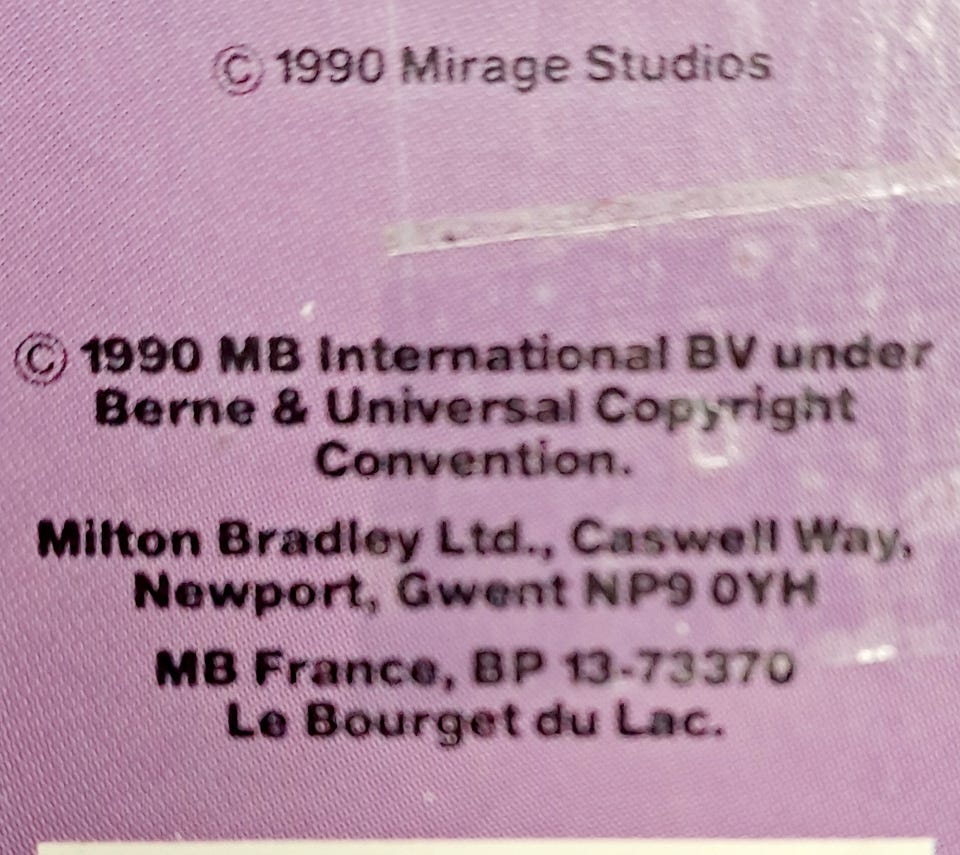 © 1990 Mirage Studios
© 1990 MB International BV under
Berne & Universal Copyright
Convention.
Milton Bradley Ltd., Caswell Way,
Newport, Gwent NP9 0YH
MB France, BP 13-73370
Le Bourget du Lac.